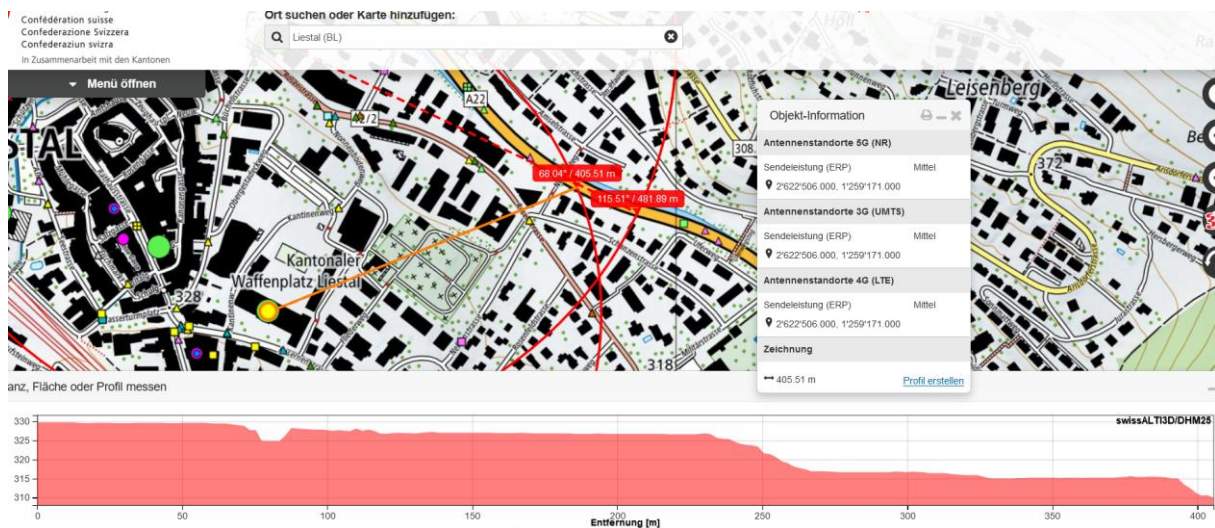 Confédération suisse
Confederazione Svizzera
Confederaziun svizra
In Zusammenarbeit mit den Kantonen
Ort suchen oder Karte hinzufügen:
Liestal (BL)
Menü öffnen
Höll
Leisenberg
STAL
A22
2/2
308
372
68.04° / 405.51 m
115.51° / 481.89 m
Kantinenweg
Kantonaler
Waffenplatz Liestal
328
318
Militärstrasse
Objekt-Information
Antennenstandorte 5G (NR)
Sendeleistung (ERP) Mittel
2'622'506.000, 1'259'171.000
Antennenstandorte 3G (UMTS)
Sendeleistung (ERP) Mittel
2'622'506.000, 1'259'171.000
Antennenstandorte 4G (LTE)
Sendeleistung (ERP) Mittel
2'622'506.000, 1'259'171.000
Zeichnung
405.51 m Profil erstellen
anz, Fläche oder Profil messen
swissALTI3D/DHM25
330
325
320
315
310
0 50 100 150 200 250 300 350 400
Entfernung [m]